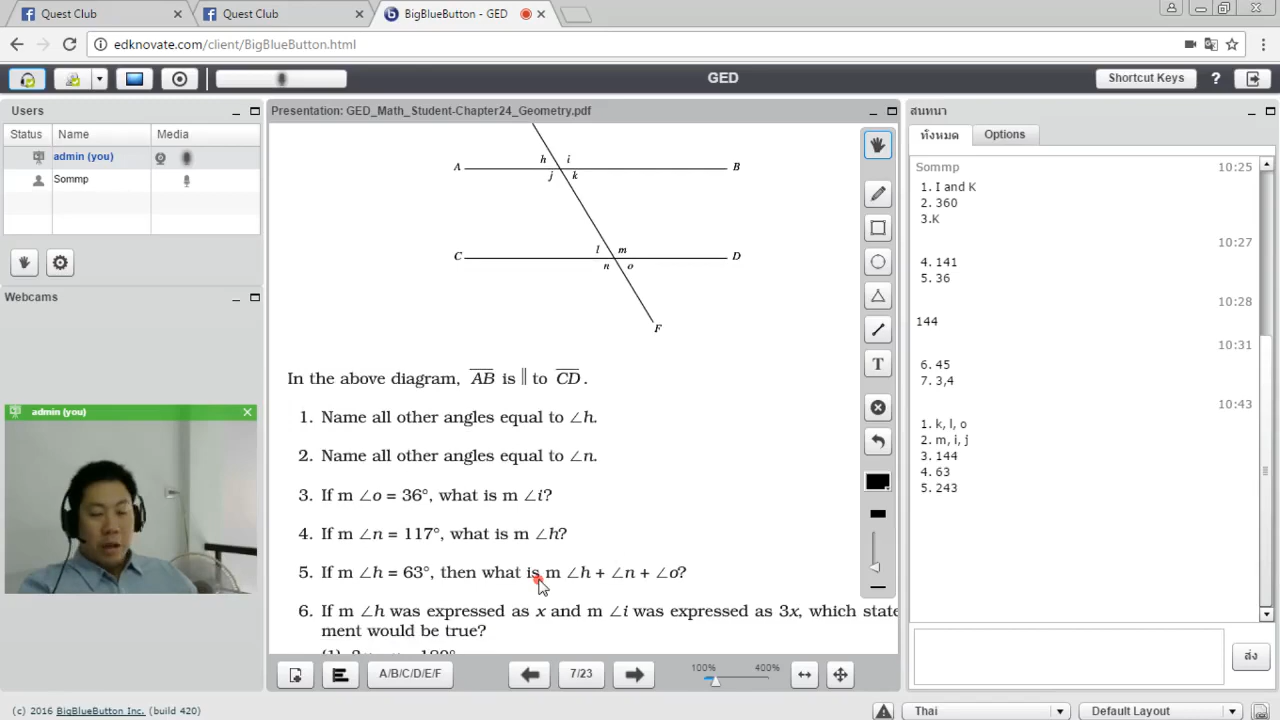 Quest Club
Quest Club
BigBlueButton - GED
edknovate.com/client/BigBlueButton.html
GED
Shortcut Keys
?
Users
Status Name Media
admin (you)
Sommp
Webcams
admin (you)
Presentation: GED_Math_Student-Chapter24_Geometry.pdf
h i
A B
j k
l m
C D
n o
F
In the above diagram, AB is || to CD.
1. Name all other angles equal to ∠h.
2. Name all other angles equal to ∠n.
3. If m ∠o = 36°, what is m ∠i?
4. If m ∠n = 117°, what is m ∠h?
5. If m ∠h = 63°, then what is m ∠h + ∠n + ∠o?
6. If m ∠h was expressed as x and m ∠i was expressed as 3x, which state
ment would be true?
T
A/B/C/D/E/F
7/23
100% 400%
สนทนา
ทั้งหมด Options
Sommp 10:25
1. I and K
2. 360
3.K
10:27
4. 141
5. 36
10:28
144
10:31
6. 45
7. 3,4
10:43
1. k, l, o
2. m, i, j
3. 144
4. 63
5. 243
ส่ง
(c) 2016 BigBlueButton Inc. (build 420)
Thai
Default Layout